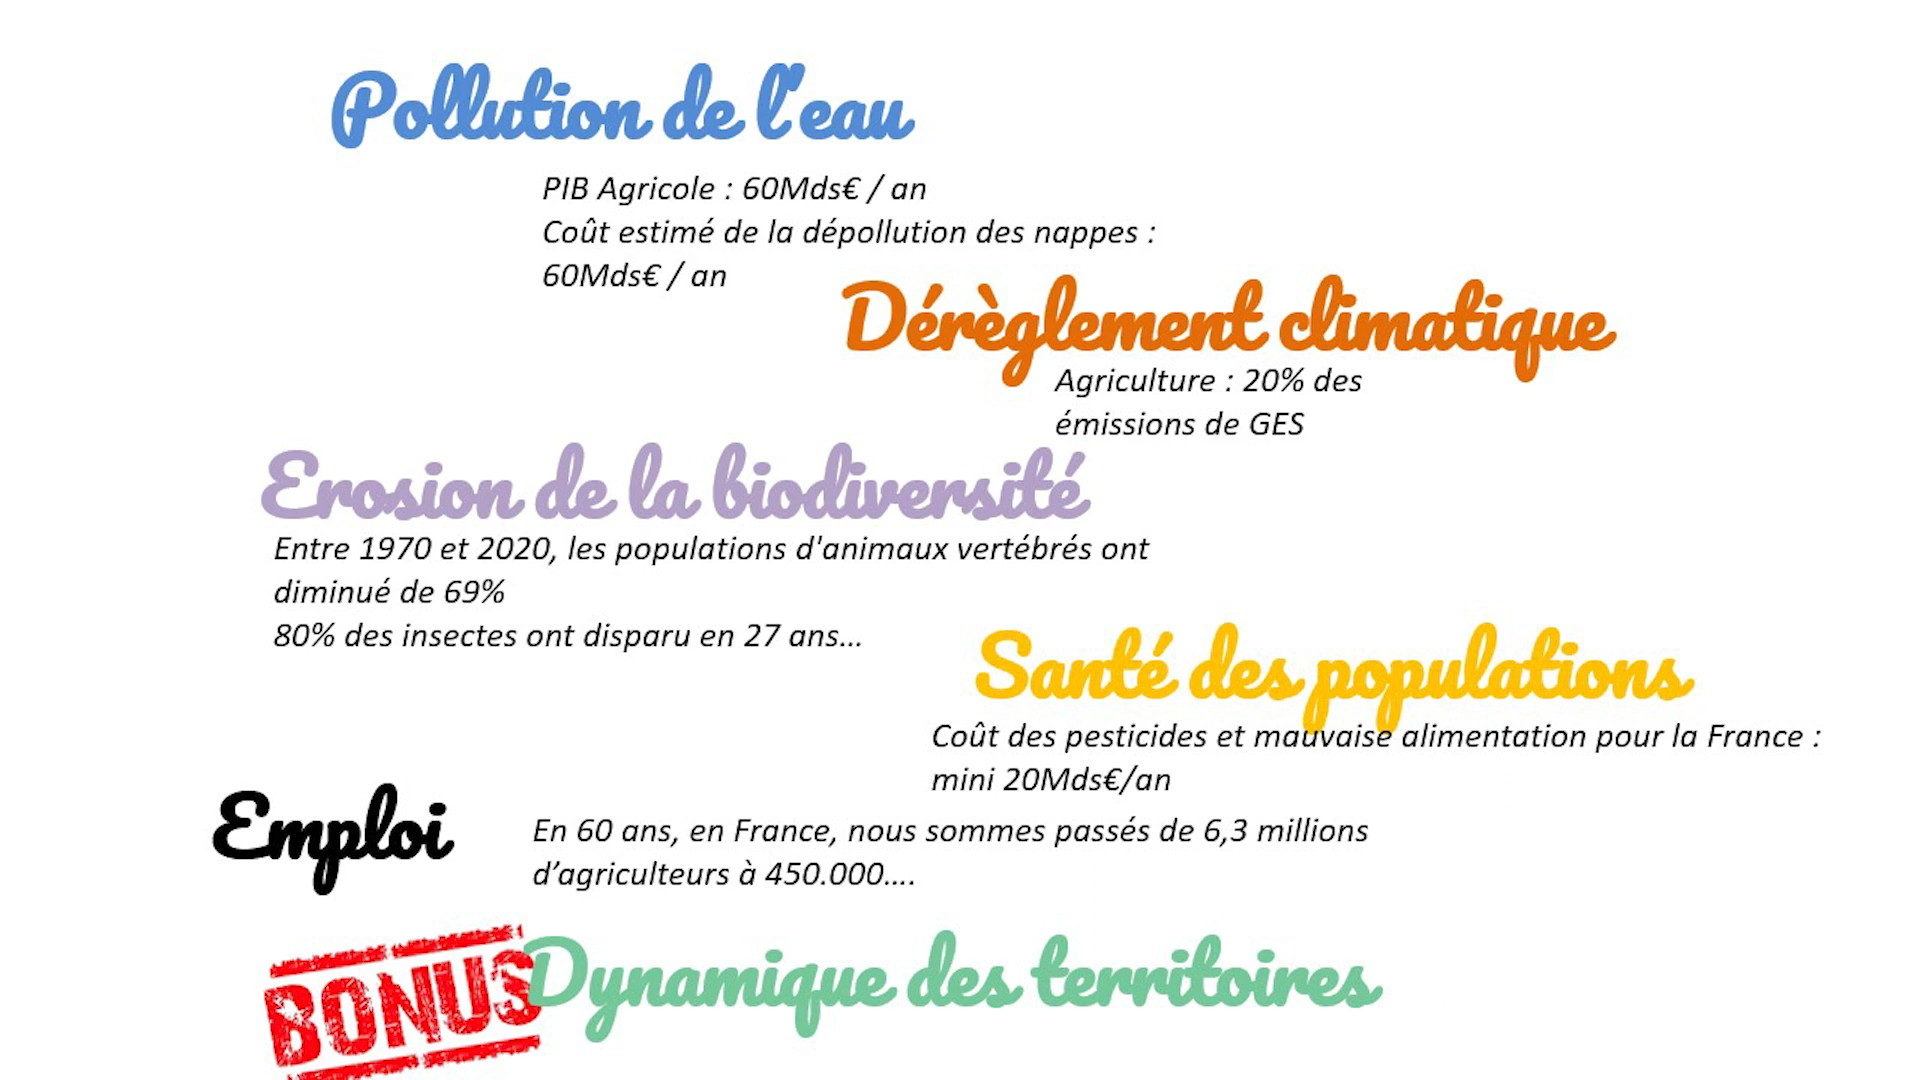 Pollution de l'eau
PIB Agricole : 60Mds€ / an
Coût estimé de la dépollution des nappes :
60Mds€ / an
Dérèglement climatique
Agriculture : 20% des
émissions de GES
Erosion de la biodiversité
Entre 1970 et 2020, les populations d'animaux vertébrés ont
diminué de 69%
80% des insectes ont disparu en 27 ans...
Santé des populations
Coût des pesticides et mauvaise alimentation pour la France :
mini 20Mds€/an
Emploi
En 60 ans, en France, nous sommes passés de 6,3 millions
d’agriculteurs à 450.000....
BONUS
Dynamique des territoires